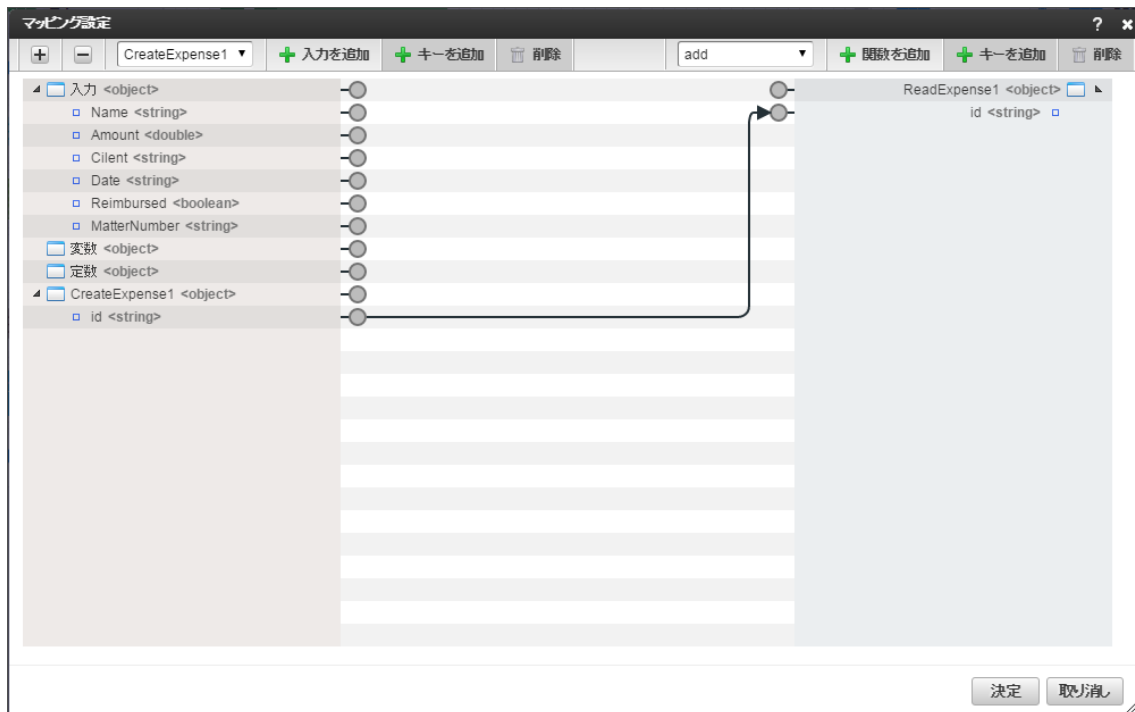 マッピング設定 ?
CreateExpense1 入力を追加 キーを追加 削除 add 関数を追加 キーを追加 削除
入力 <object> ReadExpense1 <object>
Name <string> id <string>
Amount <double>
Cilent <string>
Date <string>
Reimbursed <boolean>
MatterNumber <string>
変数 <object>
定数 <object>
CreateExpense1 <object>
id <string>
決定 取り消し